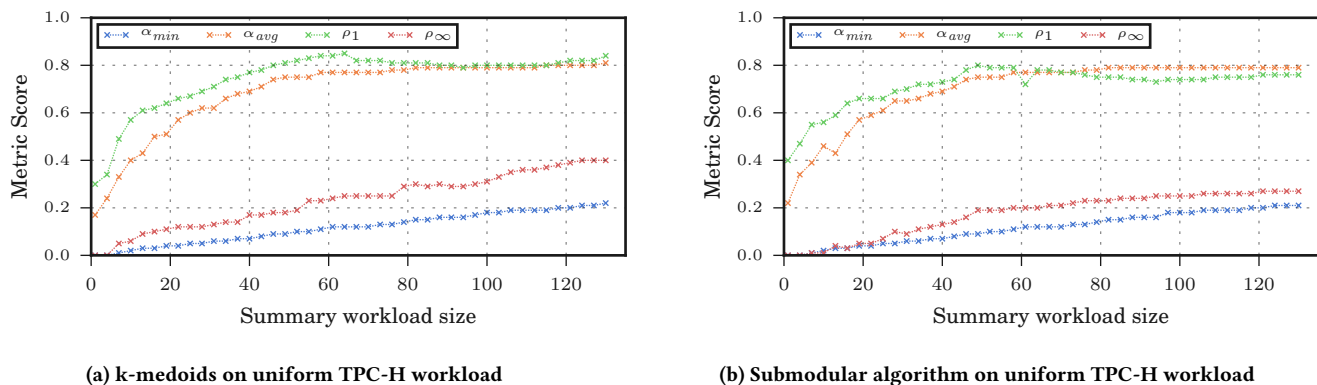 α_min α_avg ρ_1 ρ_∞
1.0
0.8
0.6
0.4
0.2
0.0
Metric Score
0 20 40 60 80 100 120
Summary workload size
(a) k-medoids on uniform TPC-H workload
α_min α_avg ρ_1 ρ_∞
1.0
0.8
0.6
0.4
0.2
0.0
Metric Score
0 20 40 60 80 100 120
Summary workload size
(b) Submodular algorithm on uniform TPC-H workload